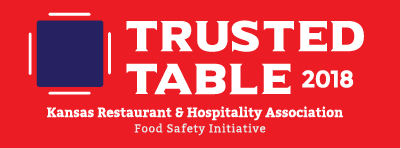 TRUSTED
TABLE 2018
Kansas Restaurant & Hospitality Association
Food Safety Initiative